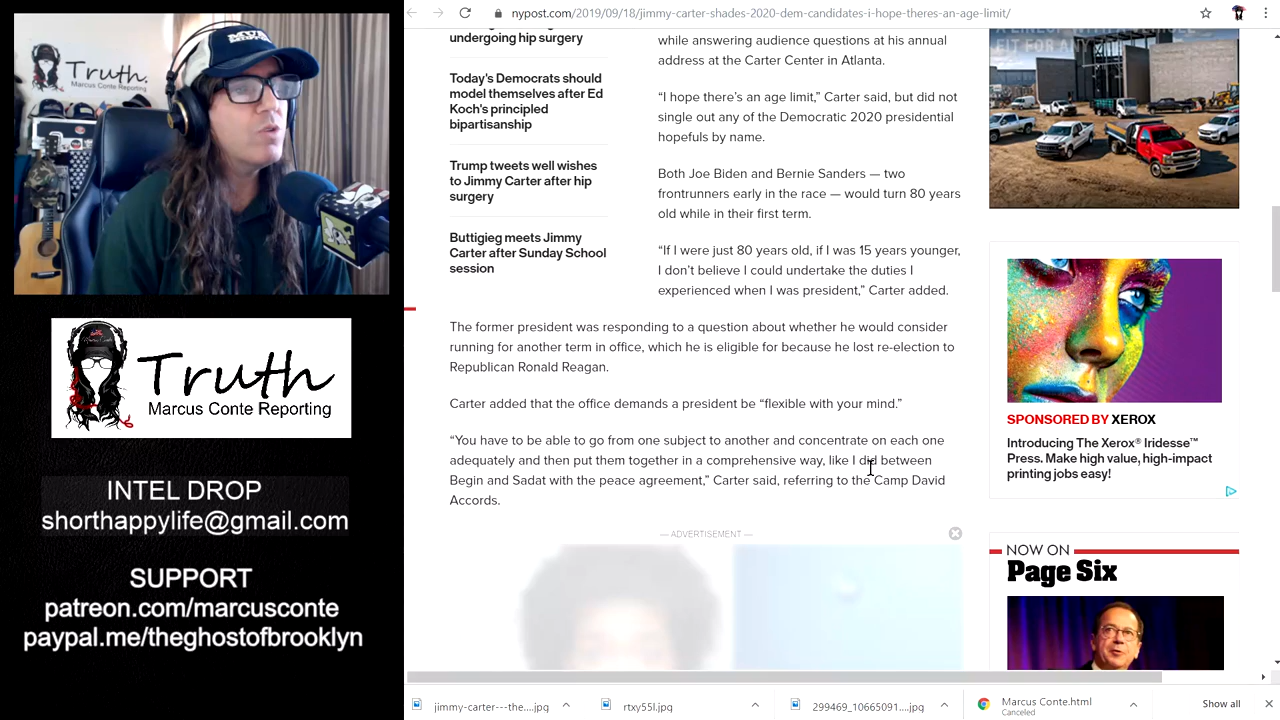 Truth.
Marcus Conte Reporting
Truth
Marcus Conte Reporting
INTEL DROP
shorthappylife@gmail.com
SUPPORT
patreon.com/marcusconte
paypal.me/theghostofbrooklyn
nypost.com/2019/09/18/jimmy-carter-shades-2020-dem-candidates-i-hope-theres-an-age-limit/
undergoing hip surgery
Today's Democrats should
model themselves after Ed
Koch's principled
bipartisanship
Trump tweets well wishes
to Jimmy Carter after hip
surgery
Buttigieg meets Jimmy
Carter after Sunday School
session
while answering audience questions at his annual
address at the Carter Center in Atlanta.
“I hope there’s an age limit,” Carter said, but did not
single out any of the Democratic 2020 presidential
hopefuls by name.
Both Joe Biden and Bernie Sanders — two
frontrunners early in the race — would turn 80 years
old while in their first term.
“If I were just 80 years old, if I was 15 years younger,
I don’t believe I could undertake the duties I
experienced when I was president,” Carter added.
The former president was responding to a question about whether he would consider
running for another term in office, which he is eligible for because he lost re-election to
Republican Ronald Reagan.
Carter added that the office demands a president be “flexible with your mind.”
“You have to be able to go from one subject to another and concentrate on each one
adequately and then put them together in a comprehensive way, like I did between
Begin and Sadat with the peace agreement,” Carter said, referring to the Camp David
Accords.
— ADVERTISEMENT —
FIT FOR ANY
SPONSORED BY XEROX
Introducing The Xerox® Iridesse™
Press. Make high value, high-impact
printing jobs easy!
NOW ON
Page Six
jimmy-carter---the....jpg
rtxy55l.jpg
299469_10665091....jpg
Marcus Conte.html
Canceled
Show all